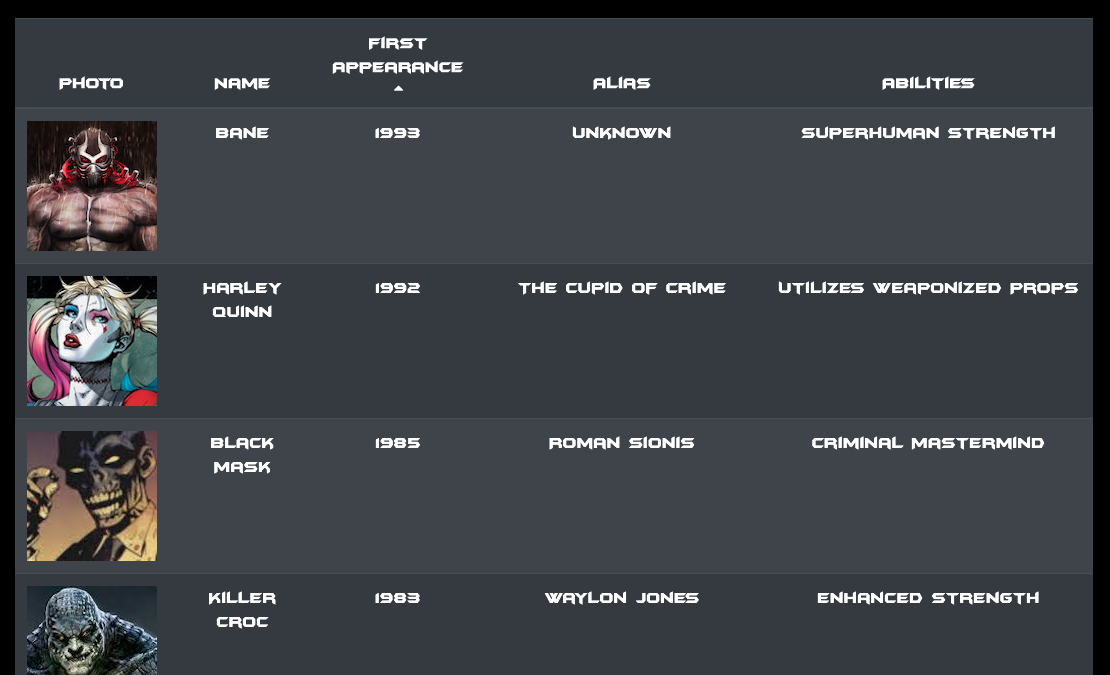 PHOTO NAME FIRST APPEARANCE ALIAS ABILITIES
BANE 1993 UNKNOWN SUPERHUMAN STRENGTH
HARLEY QUINN 1992 THE CUPID OF CRIME UTILIZES WEAPONIZED PROPS
BLACK MASK 1985 ROMAN SIONIS CRIMINAL MASTERMIND
KILLER CROC 1983 WAYLON JONES ENHANCED STRENGTH